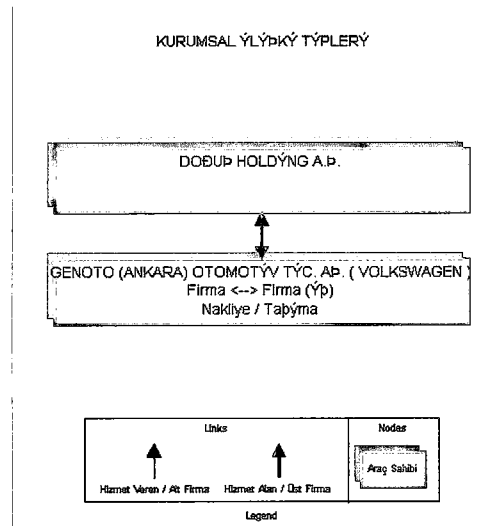 KURUMSAL ÝLÝÞKÝ TÝPLERÝ
DOÐUÞ HOLDÝNG A.Þ.
GENOTO (ANKARA) OTOMOTÝV TÝC. AÞ. ( VOLKSWAGEN )
Firma <--> Firma (Ýþ)
Nakliye / Taþýma
Links
Nodes
Hizmet Veren / Alt Firma
Hizmet Alan / Üst Firma
Araç Sahibi
Legend